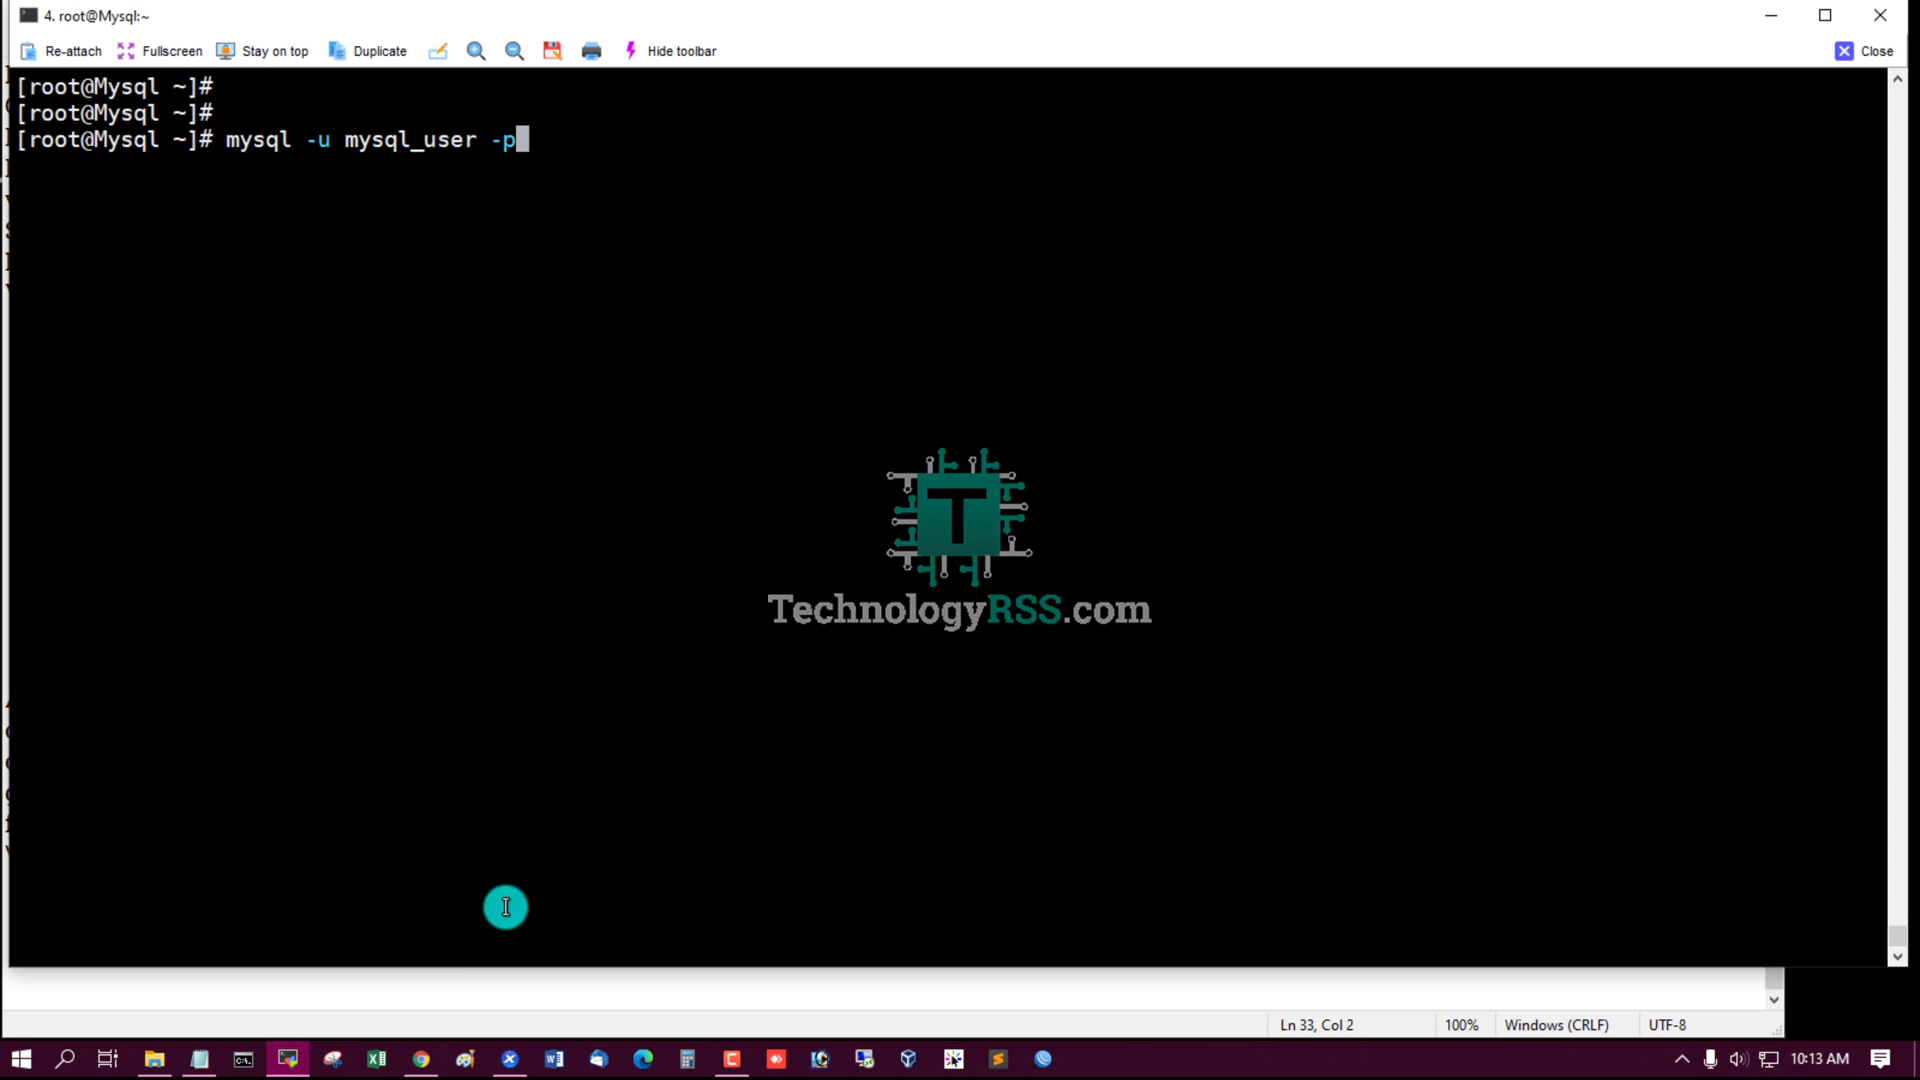 4. root@Mysql:~
Re-attach Fullscreen Stay on top Duplicate Hide toolbar Close
[root@Mysql ~]#
[root@Mysql ~]#
[root@Mysql ~]# mysql -u mysql_user -p
T
TechnologyRSS.com
Ln 33, Col 2 100% Windows (CRLF) UTF-8
10:13 AM